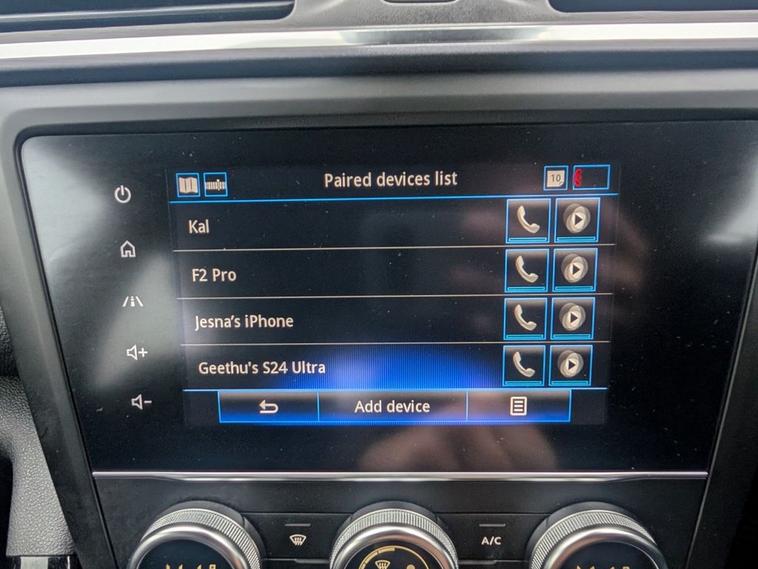 Paired devices list
10
Kal
F2 Pro
Jesna's iPhone
Geethu's S24 Ultra
Add device
A/C